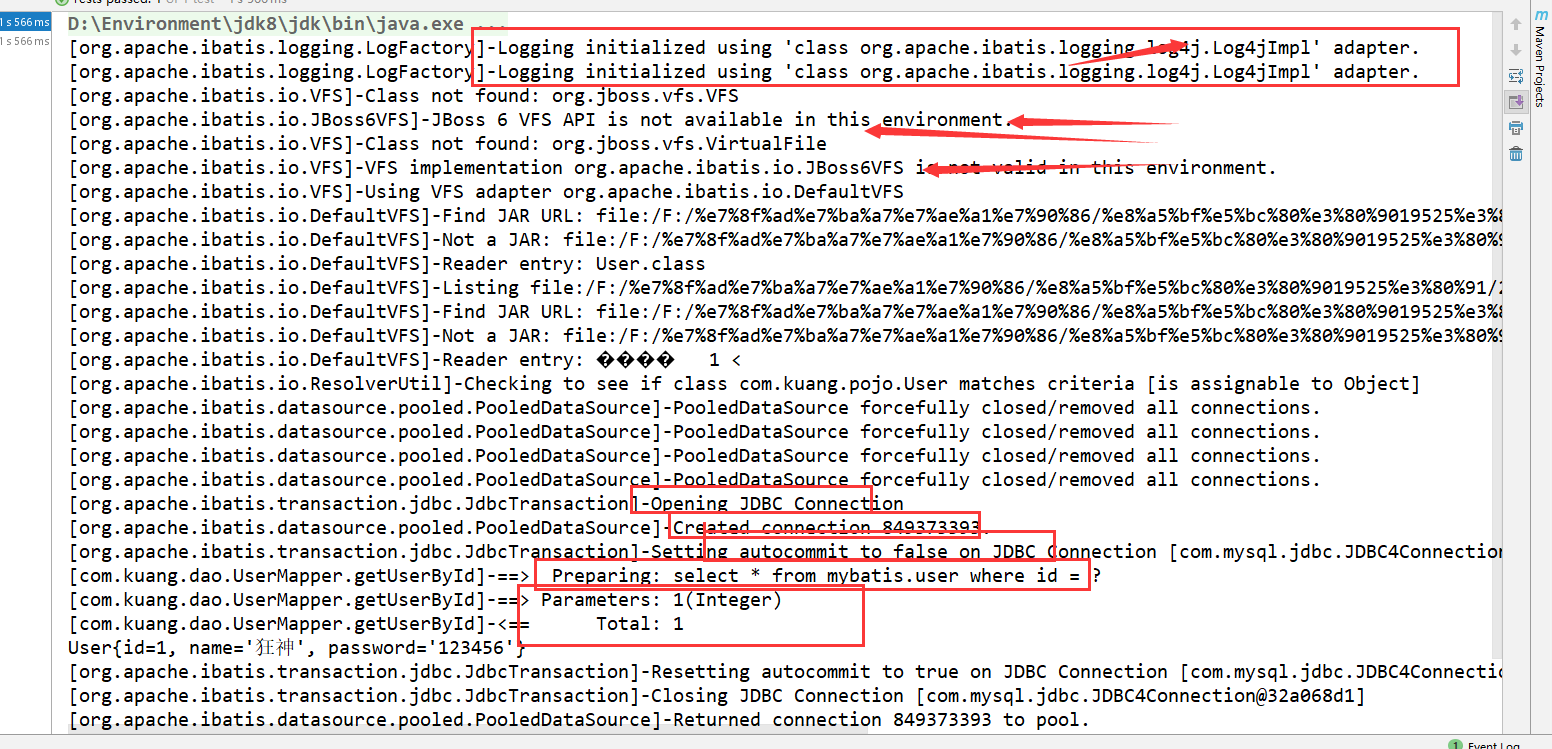 Tests passed: 1 of 1 test - 1 s 566 ms
1 s 566 ms
1 s 566 ms
D:\Environment\jdk8\jdk\bin\java.exe ...
[org.apache.ibatis.logging.LogFactory]-Logging initialized using 'class org.apache.ibatis.logging.log4j.Log4jImpl' adapter.
[org.apache.ibatis.logging.LogFactory]-Logging initialized using 'class org.apache.ibatis.logging.log4j.Log4jImpl' adapter.
[org.apache.ibatis.io.VFS]-Class not found: org.jboss.vfs.VFS
[org.apache.ibatis.io.JBoss6VFS]-JBoss 6 VFS API is not available in this environment.
[org.apache.ibatis.io.VFS]-Class not found: org.jboss.vfs.VirtualFile
[org.apache.ibatis.io.VFS]-VFS implementation org.apache.ibatis.io.JBoss6VFS is not valid in this environment.
[org.apache.ibatis.io.VFS]-Using VFS adapter org.apache.ibatis.io.DefaultVFS
[org.apache.ibatis.io.DefaultVFS]-Find JAR URL: file:/F:/%e7%8f%ad%e7%ba%a7%e7%ae%a1%e7%90%86/%e8%a5%bf%e5%bc%80%e3%80%9019525%e3%8
[org.apache.ibatis.io.DefaultVFS]-Not a JAR: file:/F:/%e7%8f%ad%e7%ba%a7%e7%ae%a1%e7%90%86/%e8%a5%bf%e5%bc%80%e3%80%9019525%e3%80%9
[org.apache.ibatis.io.DefaultVFS]-Reader entry: User.class
[org.apache.ibatis.io.DefaultVFS]-Listing file:/F:/%e7%8f%ad%e7%ba%a7%e7%ae%a1%e7%90%86/%e8%a5%bf%e5%bc%80%e3%80%9019525%e3%80%91/2
[org.apache.ibatis.io.DefaultVFS]-Find JAR URL: file:/F:/%e7%8f%ad%e7%ba%a7%e7%ae%a1%e7%90%86/%e8%a5%bf%e5%bc%80%e3%80%9019525%e3%8
[org.apache.ibatis.io.DefaultVFS]-Not a JAR: file:/F:/%e7%8f%ad%e7%ba%a7%e7%ae%a1%e7%90%86/%e8%a5%bf%e5%bc%80%e3%80%9019525%e3%80%9
[org.apache.ibatis.io.DefaultVFS]-Reader entry: ���� 1 <
[org.apache.ibatis.io.ResolverUtil]-Checking to see if class com.kuang.pojo.User matches criteria [is assignable to Object]
[org.apache.ibatis.datasource.pooled.PooledDataSource]-PooledDataSource forcefully closed/removed all connections.
[org.apache.ibatis.datasource.pooled.PooledDataSource]-PooledDataSource forcefully closed/removed all connections.
[org.apache.ibatis.datasource.pooled.PooledDataSource]-PooledDataSource forcefully closed/removed all connections.
[org.apache.ibatis.datasource.pooled.PooledDataSource]-PooledDataSource forcefully closed/removed all connections.
[org.apache.ibatis.transaction.jdbc.JdbcTransaction]-Opening JDBC Connection
[org.apache.ibatis.datasource.pooled.PooledDataSource]-Created connection 849373393.
[org.apache.ibatis.transaction.jdbc.JdbcTransaction]-Setting autocommit to false on JDBC Connection [com.mysql.jdbc.JDBC4Connection
[com.kuang.dao.UserMapper.getUserById]-==> Preparing: select * from mybatis.user where id = ?
[com.kuang.dao.UserMapper.getUserById]-==> Parameters: 1(Integer)
[com.kuang.dao.UserMapper.getUserById]-<== Total: 1
User{id=1, name='狂神', password='123456'}
[org.apache.ibatis.transaction.jdbc.JdbcTransaction]-Resetting autocommit to true on JDBC Connection [com.mysql.jdbc.JDBC4Connectio
[org.apache.ibatis.transaction.jdbc.JdbcTransaction]-Closing JDBC Connection [com.mysql.jdbc.JDBC4Connection@32a068d1]
[org.apache.ibatis.datasource.pooled.PooledDataSource]-Returned connection 849373393 to pool.
m Maven Projects
1 Event Log